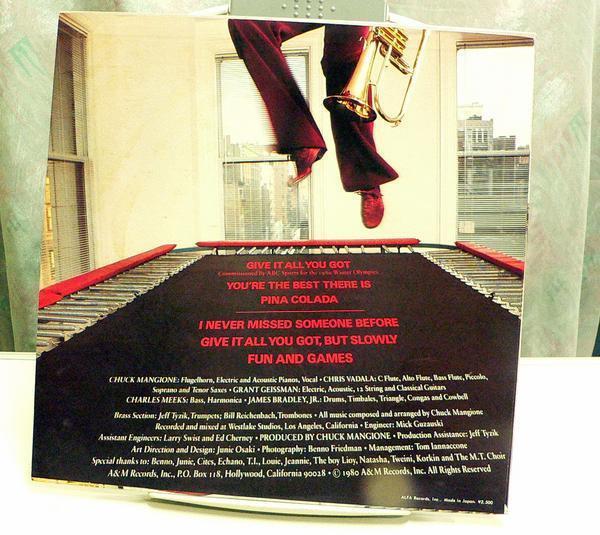 GIVE IT ALL YOU GOT
Commissioned by ABC Sports for the 1980 Winter Olympics
YOU'RE THE BEST THERE IS
PINA COLADA
I NEVER MISSED SOMEONE BEFORE
GIVE IT ALL YOU GOT, BUT SLOWLY
FUN AND GAMES
CHUCK MANGIONE: Flugelhorn, Electric and Acoustic Pianos, Vocal • CHRIS VADALA: C Flute, Alto Flute, Bass Flute, Piccolo,
Soprano and Tenor Saxes • GRANT GEISSMAN: Electric, Acoustic, 12 String and Classical Guitars
CHARLES MEEKS: Bass, Harmonica • JAMES BRADLEY, JR.: Drums, Timbales, Triangle, Congas and Cowbell
Brass Section: Jeff Tyzik, Trumpets; Bill Reichenbach, Trombones • All music composed and arranged by Chuck Mangione
Recorded and mixed at Westlake Studios, Los Angeles, California • Engineer: Mick Guzauski
Assistant Engineers: Larry Swist and Ed Cherney • PRODUCED BY CHUCK MANGIONE • Production Assistance: Jeff Tyzik
Art Direction and Design: Junie Osaki • Photography: Benno Friedman • Management: Tom Iannaccone
Special thanks to: Benno, Junie, Cites, Echano, T.L., Louie, Jeannie, The boy Lioy, Natasha, Tweini, Korkin and The M.T. Choir
A&M Records, Inc., P.O. Box 118, Hollywood, California 90028 • © 1980 A&M Records, Inc. All Rights Reserved
ALFA Records, Inc. Made in Japan. ¥2,500